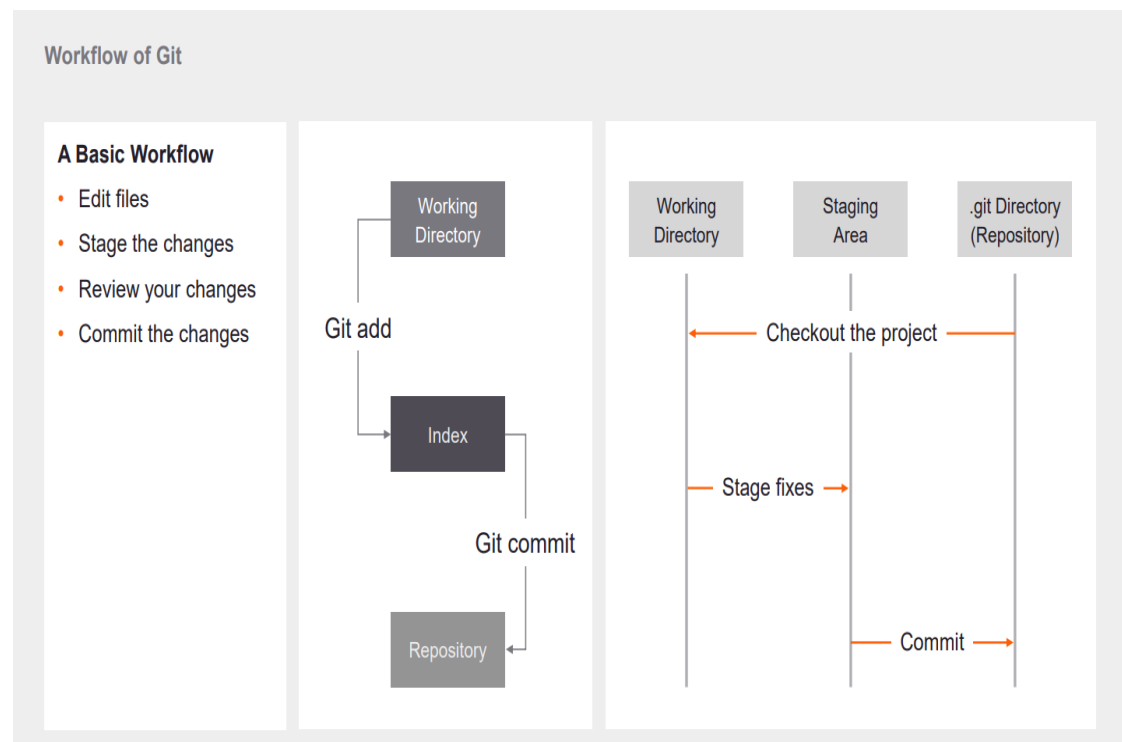 Workflow of Git
A Basic Workflow
• Edit files
• Stage the changes
• Review your changes
• Commit the changes
Working
Directory
Git add
Index
Git commit
Repository
Working
Directory
Staging
Area
.git Directory
(Repository)
Checkout the project
Stage fixes
Commit